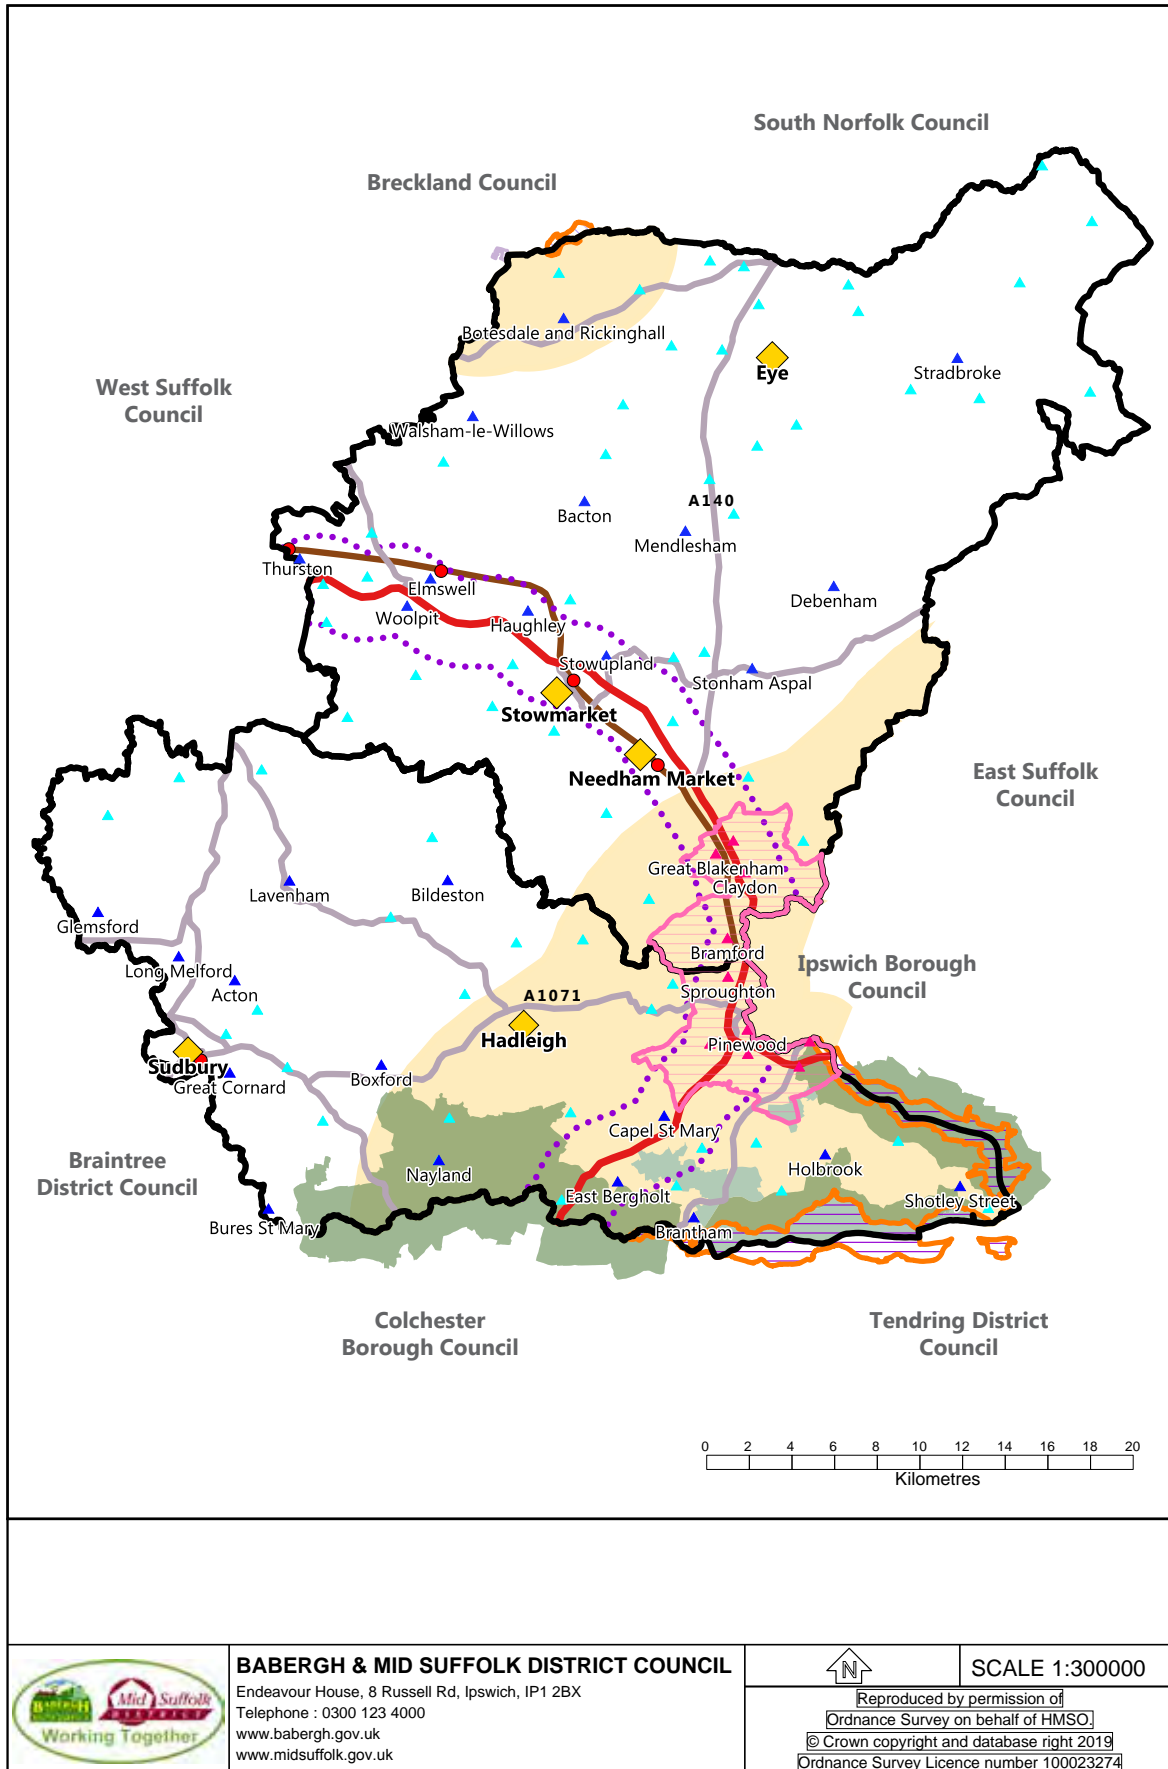 South Norfolk Council
Breckland Council
Botesdale and Rickinghall
West Suffolk
Council
Eye
Stradbroke
Walsham-le-Willows
A140
Bacton
Mendlesham
Thurston
Elmswell
Debenham
Woolpit
Haughley
Stowupland
Stonham Aspal
Stowmarket
Needham Market
East Suffolk
Council
Great Blakenham
Claydon
Lavenham
Bildeston
Glemsford
Bramford
Long Melford
Ipswich Borough
Council
Acton
Sproughton
A1071
Hadleigh
Pinewood
Sudbury
Great Cornard
Boxford
Capel St Mary
Braintree
District Council
Nayland
Holbrook
East Bergholt
Shotley Street
Bures St Mary
Brantham
Colchester
Borough Council
Tendring District
Council
0 2 4 6 8 10 12 14 16 18 20
Kilometres
BABERGH DISTRICT
Mid Suffolk
DISTRICT
Working Together
BABERGH & MID SUFFOLK DISTRICT COUNCIL
Endeavour House, 8 Russell Rd, Ipswich, IP1 2BX
Telephone : 0300 123 4000
www.babergh.gov.uk
www.midsuffolk.gov.uk
N
SCALE 1:300000
Reproduced by permission of
Ordnance Survey on behalf of HMSO.
© Crown copyright and database right 2019
Ordnance Survey Licence number 100023274